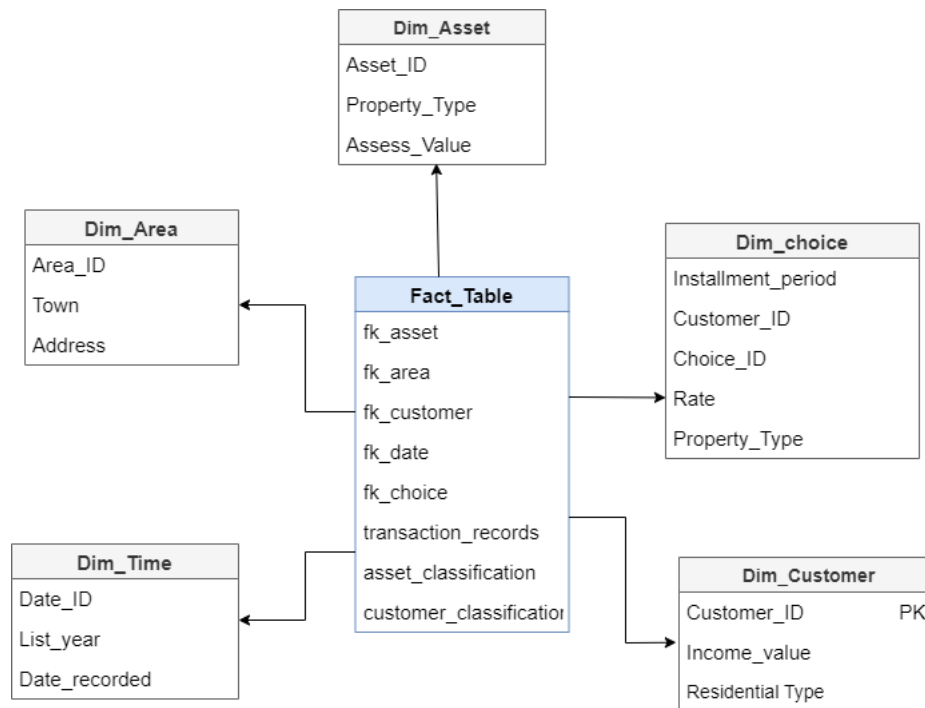 Dim_Asset
Asset_ID
Property_Type
Assess_Value
Dim_Area
Area_ID
Town
Address
Fact_Table
fk_asset
fk_area
fk_customer
fk_date
fk_choice
transaction_records
asset_classification
customer_classification
Dim_choice
Installment_period
Customer_ID
Choice_ID
Rate
Property_Type
Dim_Time
Date_ID
List_year
Date_recorded
Dim_Customer
Customer_ID PK
Income_value
Residential Type